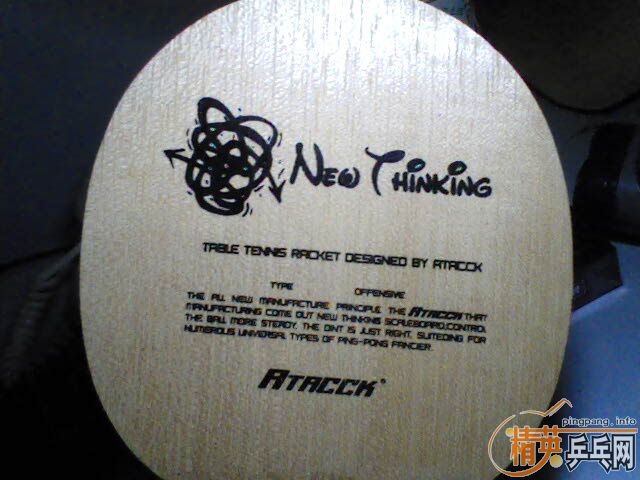 NEW THINKING
TABLE TENNIS RACKET DESIGNED BY ATACCK
TYPE OFFENSIVE
THE ALL NEW MANUFACTURE PRINCIPLE. THE ATACCK THAT
MANUFACTURING COME OUT NEW THINKING SCALEBOARD.CONTROL
THE BALL MORE STEADY. THE DINT IS JUST RIGHT. SUITEDING FOR
NUMEROUS UNIVERSAL TYPES OF PING-PONG FANCIER.
ATACCK®
pingpang.info
精英乒乓网